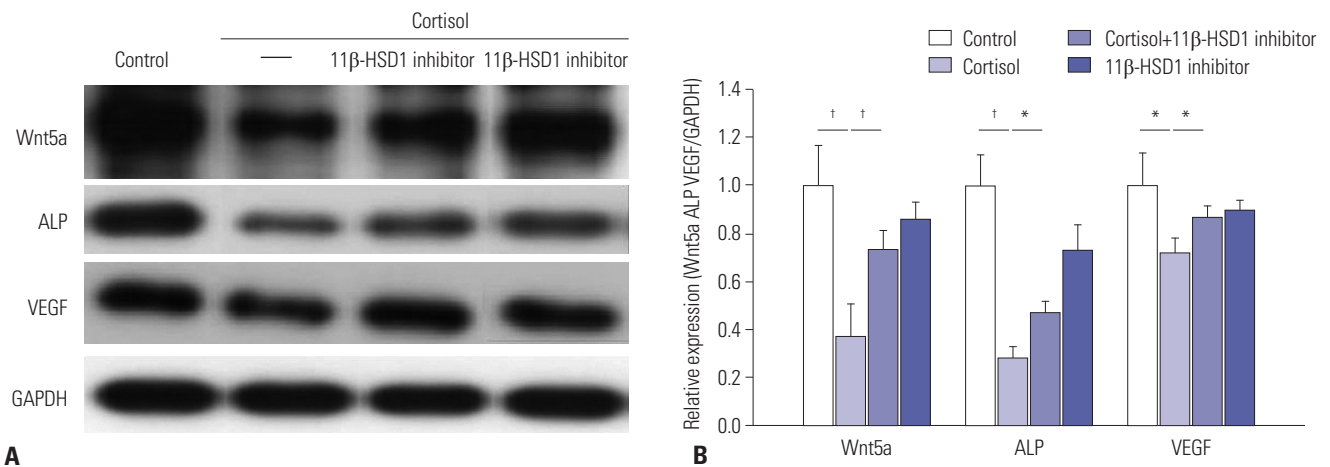 Cortisol
Control — 11β-HSD1 inhibitor 11β-HSD1 inhibitor
Wnt5a
ALP
VEGF
GAPDH
A
Control Cortisol+11β-HSD1 inhibitor
Cortisol 11β-HSD1 inhibitor
Relative expression (Wnt5a ALP VEGF/GAPDH)
1.4
1.2
1.0
0.8
0.6
0.4
0.2
0.0
† † † * * *
Wnt5a ALP VEGF
B